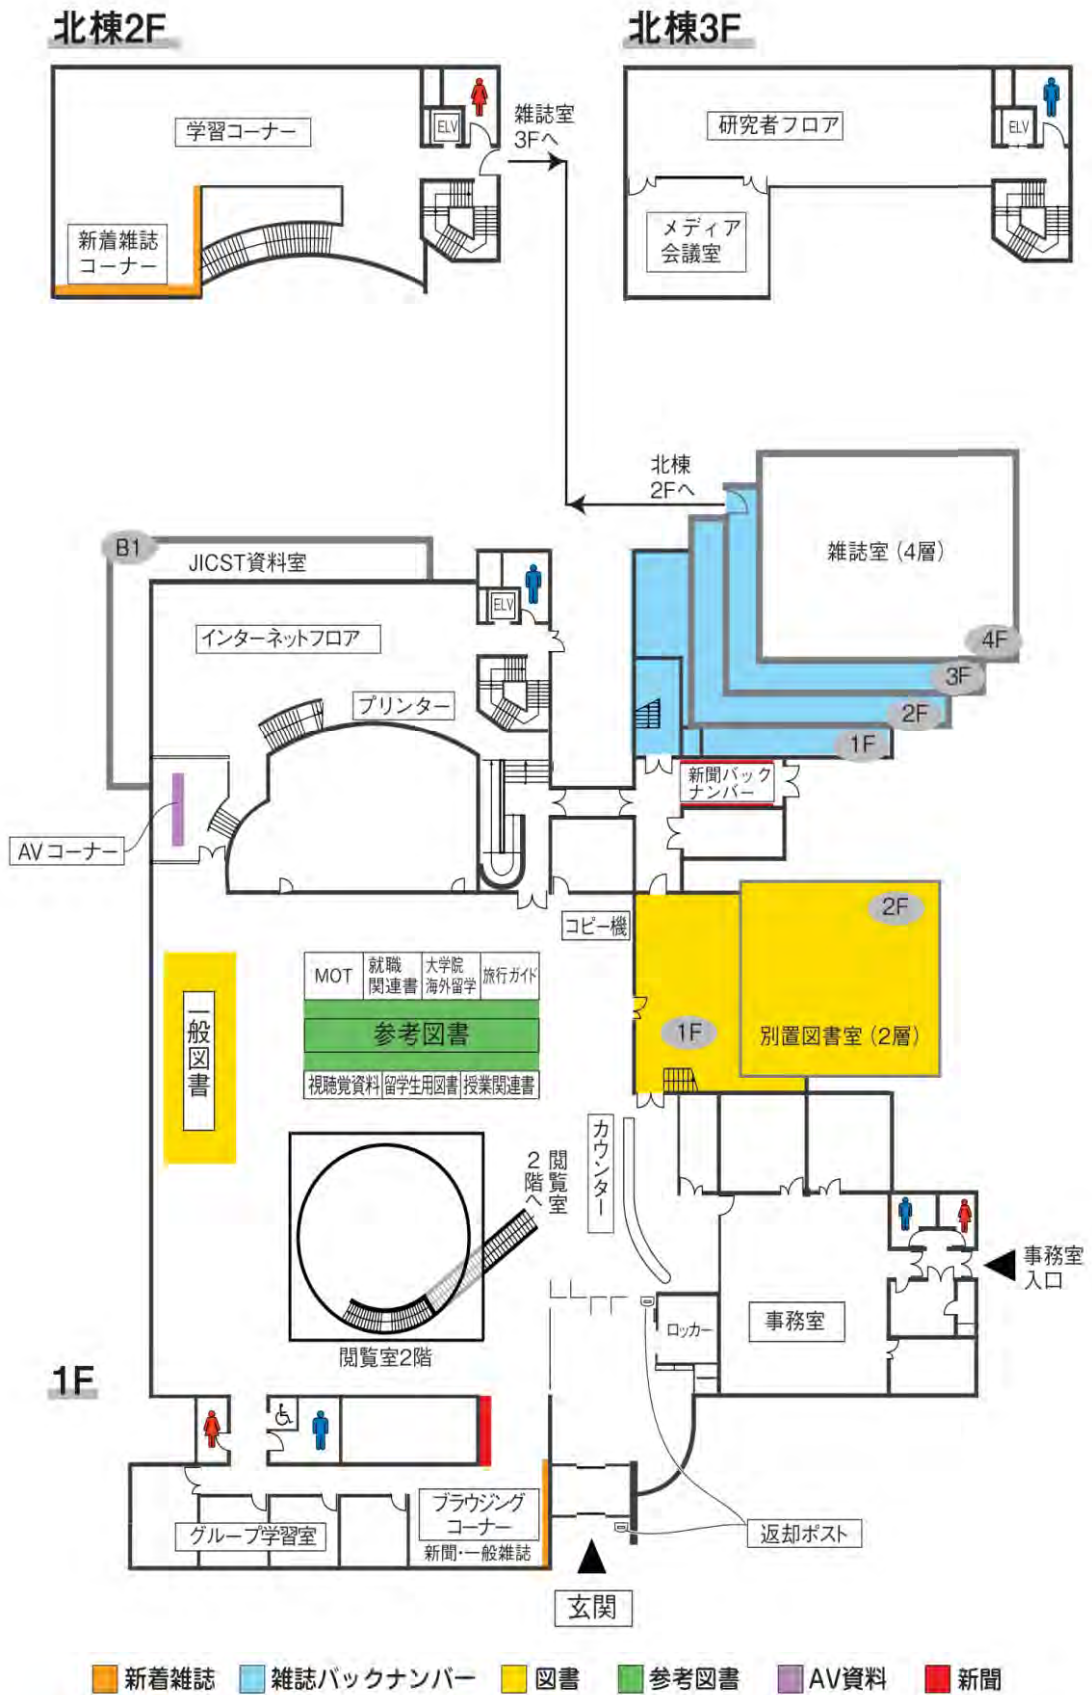 北棟2F
北棟3F
学習コーナー
ELV
雑誌室
3Fへ
新着雑誌
コーナー
研究者フロア
ELV
メディア
会議室
北棟
2Fへ
雑誌室(4層)
4F
3F
2F
1F
B1
JICST資料室
インターネットフロア
ELV
プリンター
新聞バック
ナンバー
AVコーナー
コピー機
2F
1F
別置図書室(2層)
MOT
就職
関連書
大学院
海外留学
旅行ガイド
参考図書
視聴覚資料
留学生用図書
授業関連書
一般図書
カウンター
閲覧室
2階へ
閲覧室2階
事務室
入口
事務室
ロッカー
1F
ブラウジング
コーナー
新聞・一般雑誌
グループ学習室
返却ポスト
玄関
新着雑誌
雑誌バックナンバー
図書
参考図書
AV資料
新聞